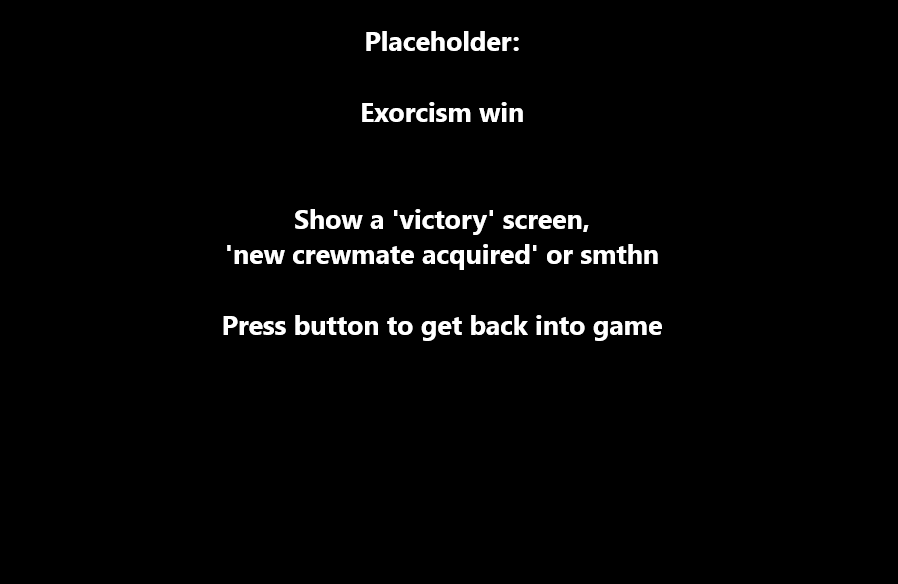 Placeholder:
Exorcism win
Show a 'victory' screen,
'new crewmate acquired' or smthn
Press button to get back into game